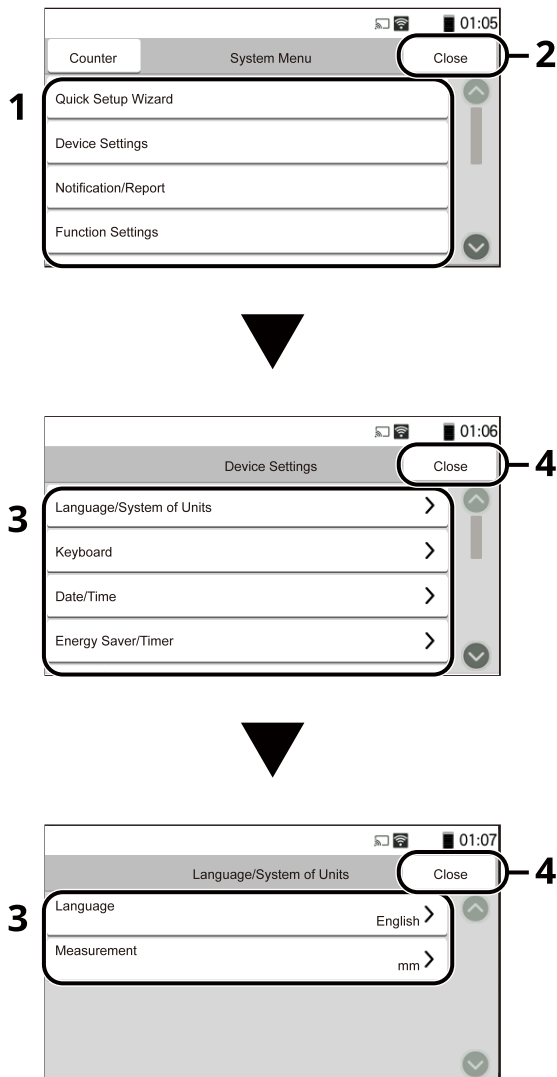 01:05
Counter System Menu Close 2
1
Quick Setup Wizard
Device Settings
Notification/Report
Function Settings
01:06
Device Settings Close 4
3
Language/System of Units
Keyboard
Date/Time
Energy Saver/Timer
01:07
Language/System of Units Close 4
3
Language English
Measurement mm